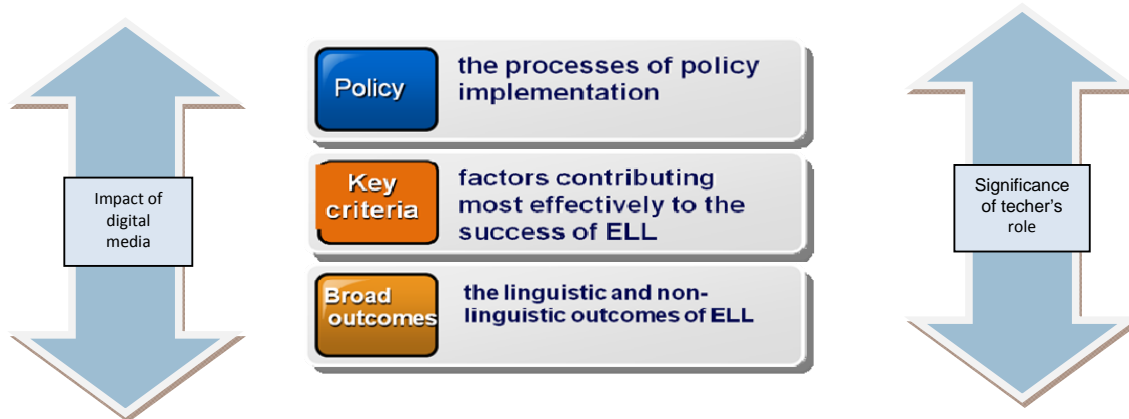 Impact of
digital
media
Policy
the processes of policy
implementation
Key
criteria
factors contributing
most effectively to the
success of ELL
Broad
outcomes
the linguistic and non-
linguistic outcomes of ELL
Significance
of techer's
role